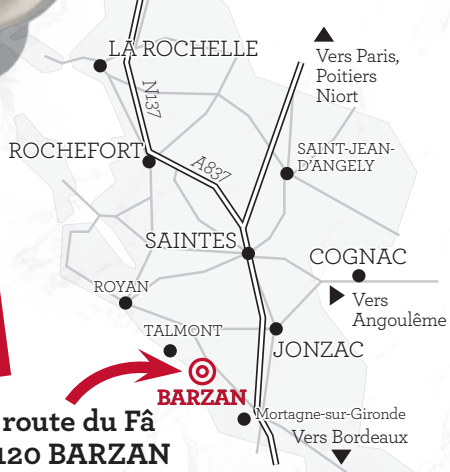 LA ROCHELLE
Vers Paris,
Poitiers
Niort
N137
ROCHEFORT
A837
SAINT-JEAN-
D'ANGELY
SAINTES
COGNAC
ROYAN
Vers
Angoulême
TALMONT
JONZAC
BARZAN
Mortagne-sur-Gironde
route du Fâ
Vers Bordeaux
120 BARZAN